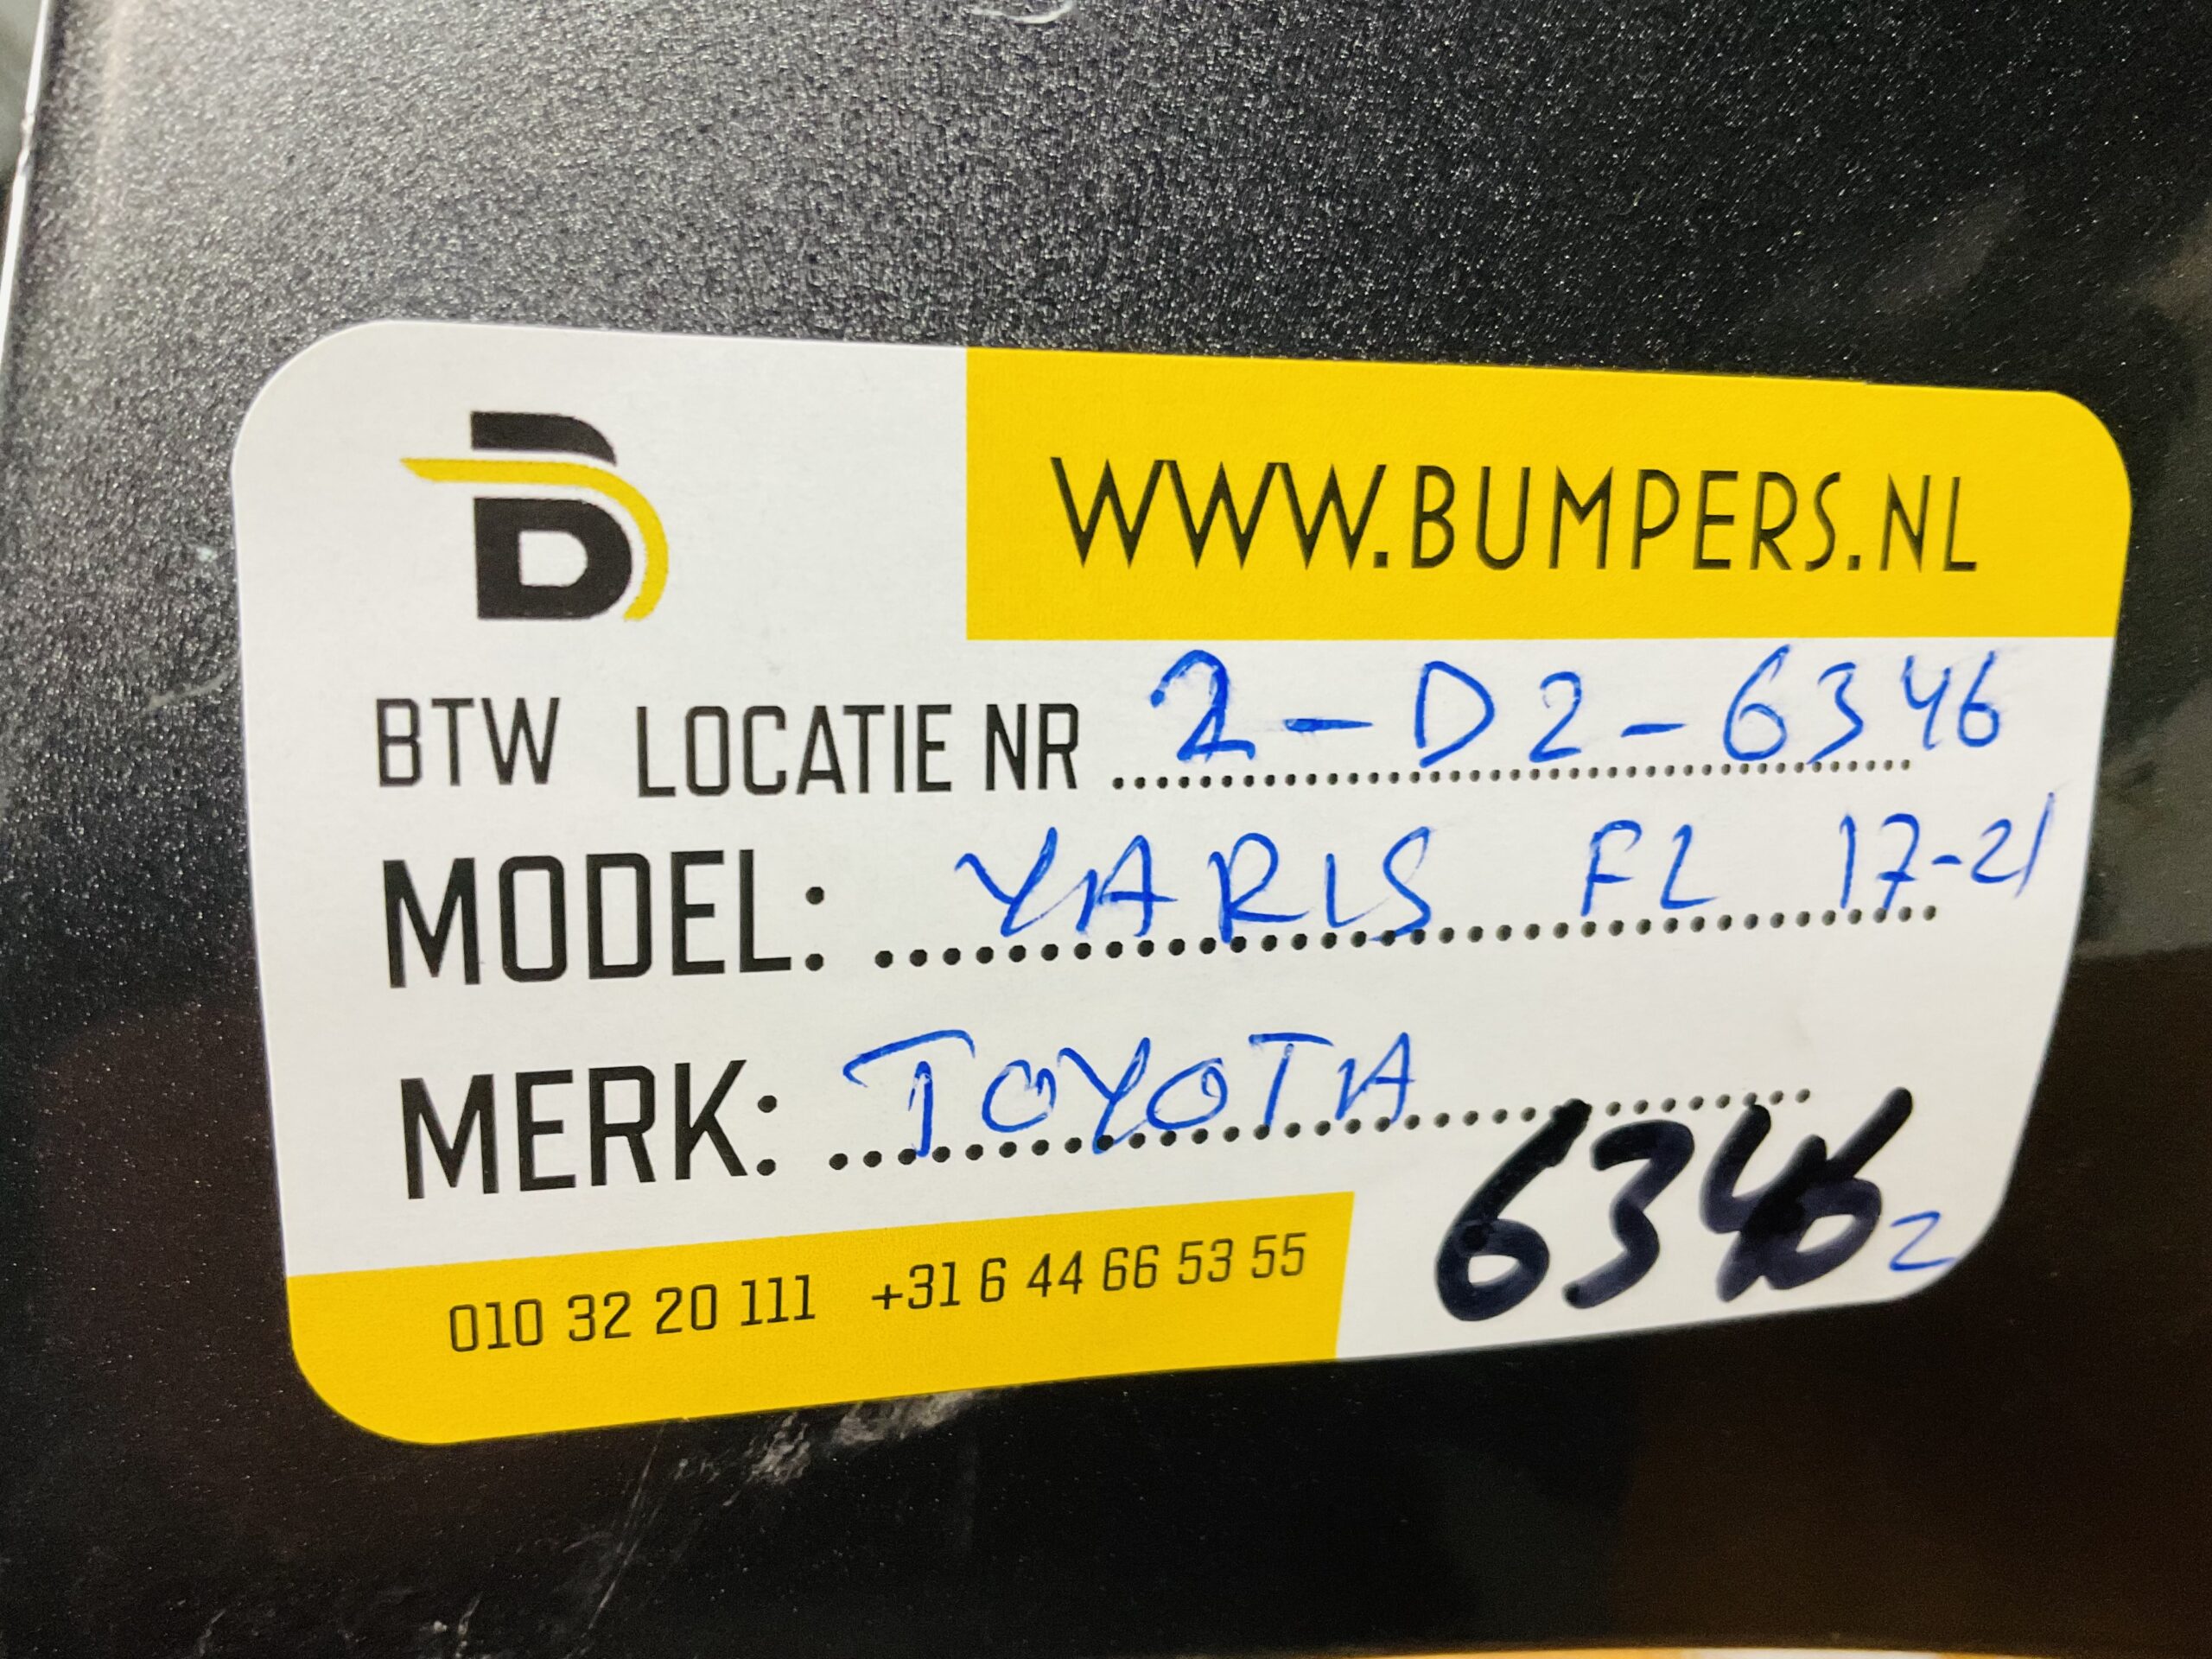 B
WWW.BUMPERS.NL
BTW LOCATIE NR 2-D2-6346
MODEL: YARIS FL 17-21
MERK: TOYOTA
6346 2
010 32 20 111 +31 6 44 66 53 55